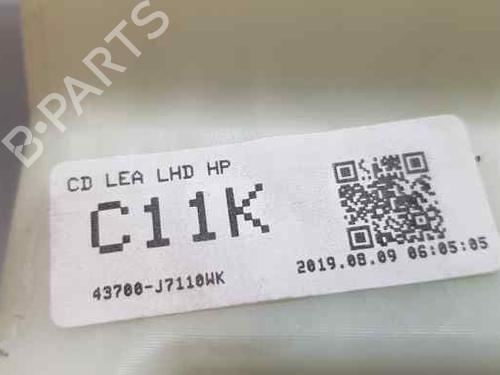 B-PARTS
CD LEA LHD HP
C11K
43700-J7110WK
2019.08.09 06:05:05